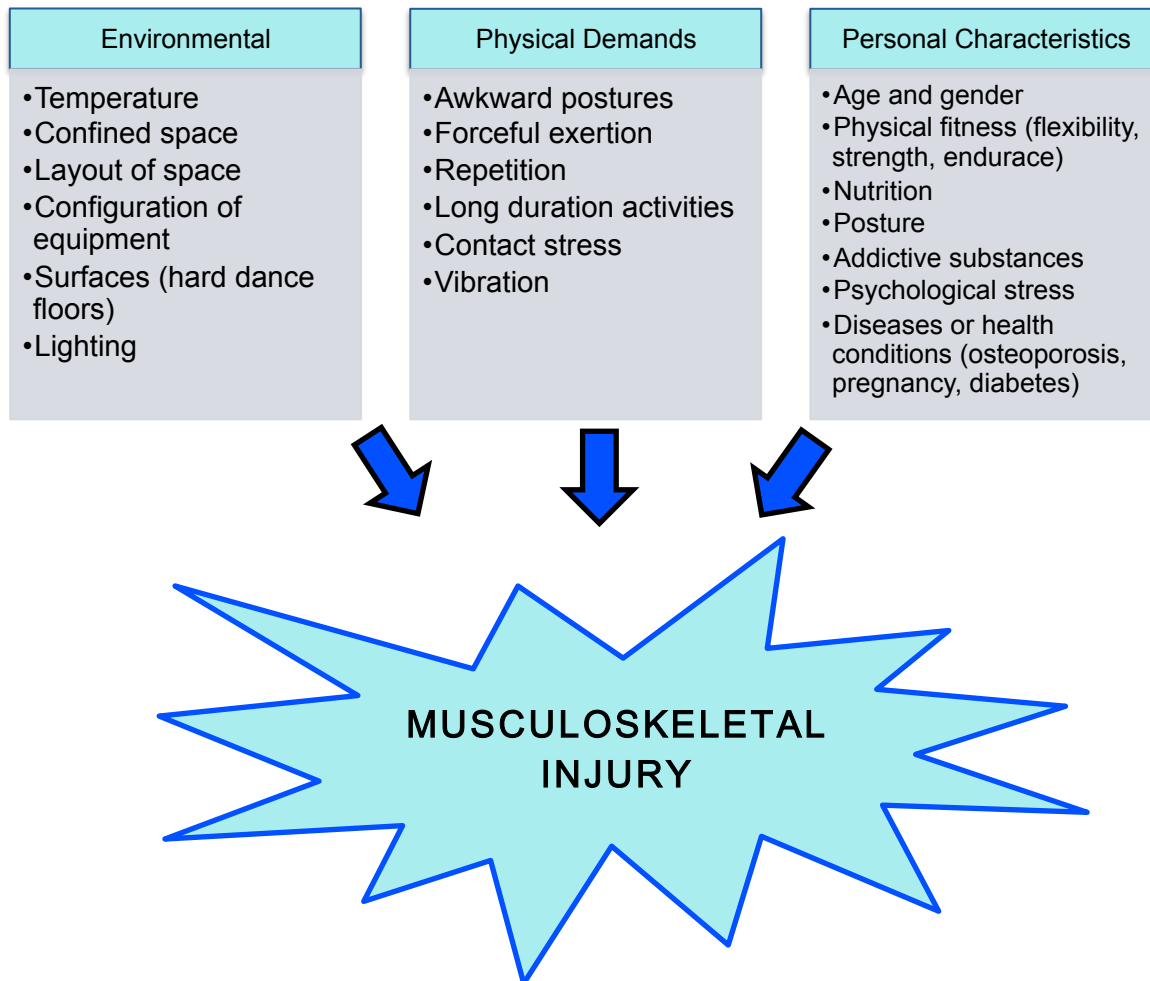 Environmental
•Temperature
•Confined space
•Layout of space
•Configuration of
equipment
•Surfaces (hard dance
floors)
•Lighting
Physical Demands
•Awkward postures
•Forceful exertion
•Repetition
•Long duration activities
•Contact stress
•Vibration
Personal Characteristics
•Age and gender
•Physical fitness (flexibility,
strength, endurace)
•Nutrition
•Posture
•Addictive substances
•Psychological stress
•Diseases or health
conditions (osteoporosis,
pregnancy, diabetes)
MUSCULOSKELETAL
INJURY